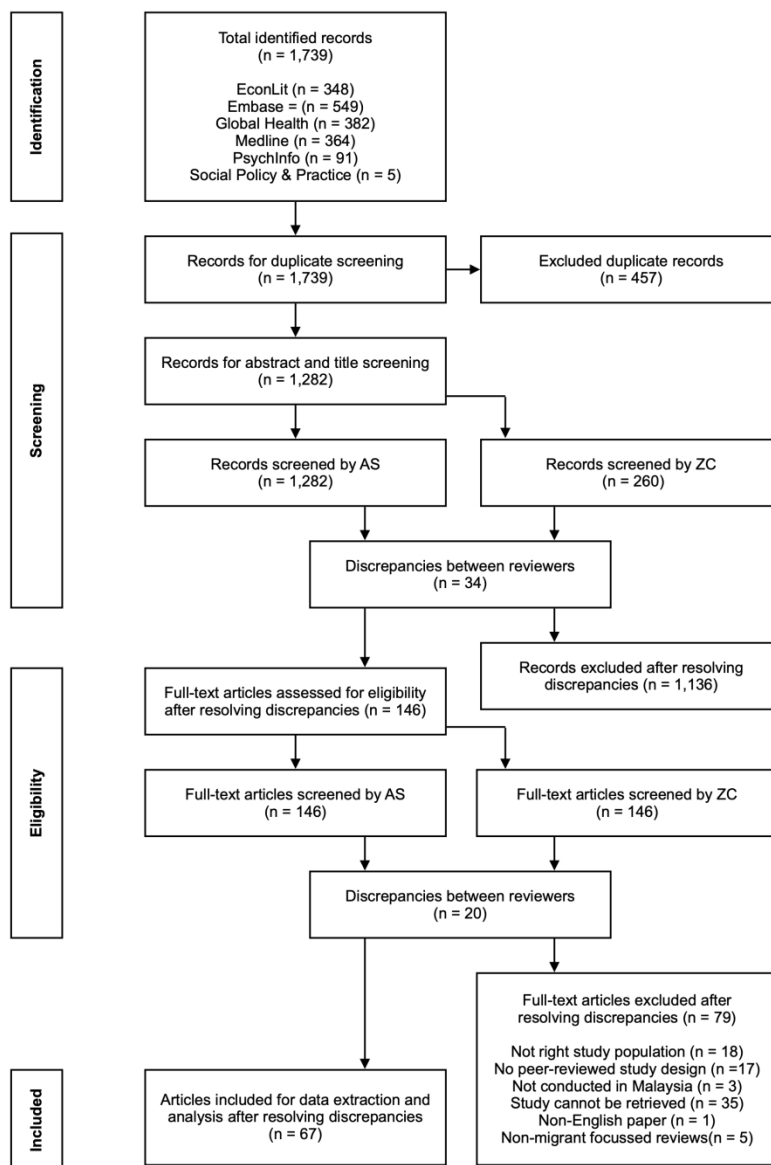 Identification
Total identified records
(n = 1,739)
EconLit (n = 348)
Embase = (n = 549)
Global Health (n = 382)
Medline (n = 364)
PsychInfo (n = 91)
Social Policy & Practice (n = 5)
Screening
Records for duplicate screening
(n = 1,739)
Excluded duplicate records
(n = 457)
Records for abstract and title screening
(n = 1,282)
Records screened by AS
(n = 1,282)
Records screened by ZC
(n = 260)
Discrepancies between reviewers
(n = 34)
Records excluded after resolving
discrepancies (n = 1,136)
Eligibility
Full-text articles assessed for eligibility
after resolving discrepancies (n = 146)
Full-text articles screened by AS
(n = 146)
Full-text articles screened by ZC
(n = 146)
Discrepancies between reviewers
(n = 20)
Full-text articles excluded after
resolving discrepancies (n = 79)
Not right study population (n = 18)
No peer-reviewed study design (n =17)
Not conducted in Malaysia (n = 3)
Study cannot be retrieved (n = 35)
Non-English paper (n = 1)
Non-migrant focussed reviews(n = 5)
Included
Articles included for data extraction and
analysis after resolving discrepancies
(n = 67)